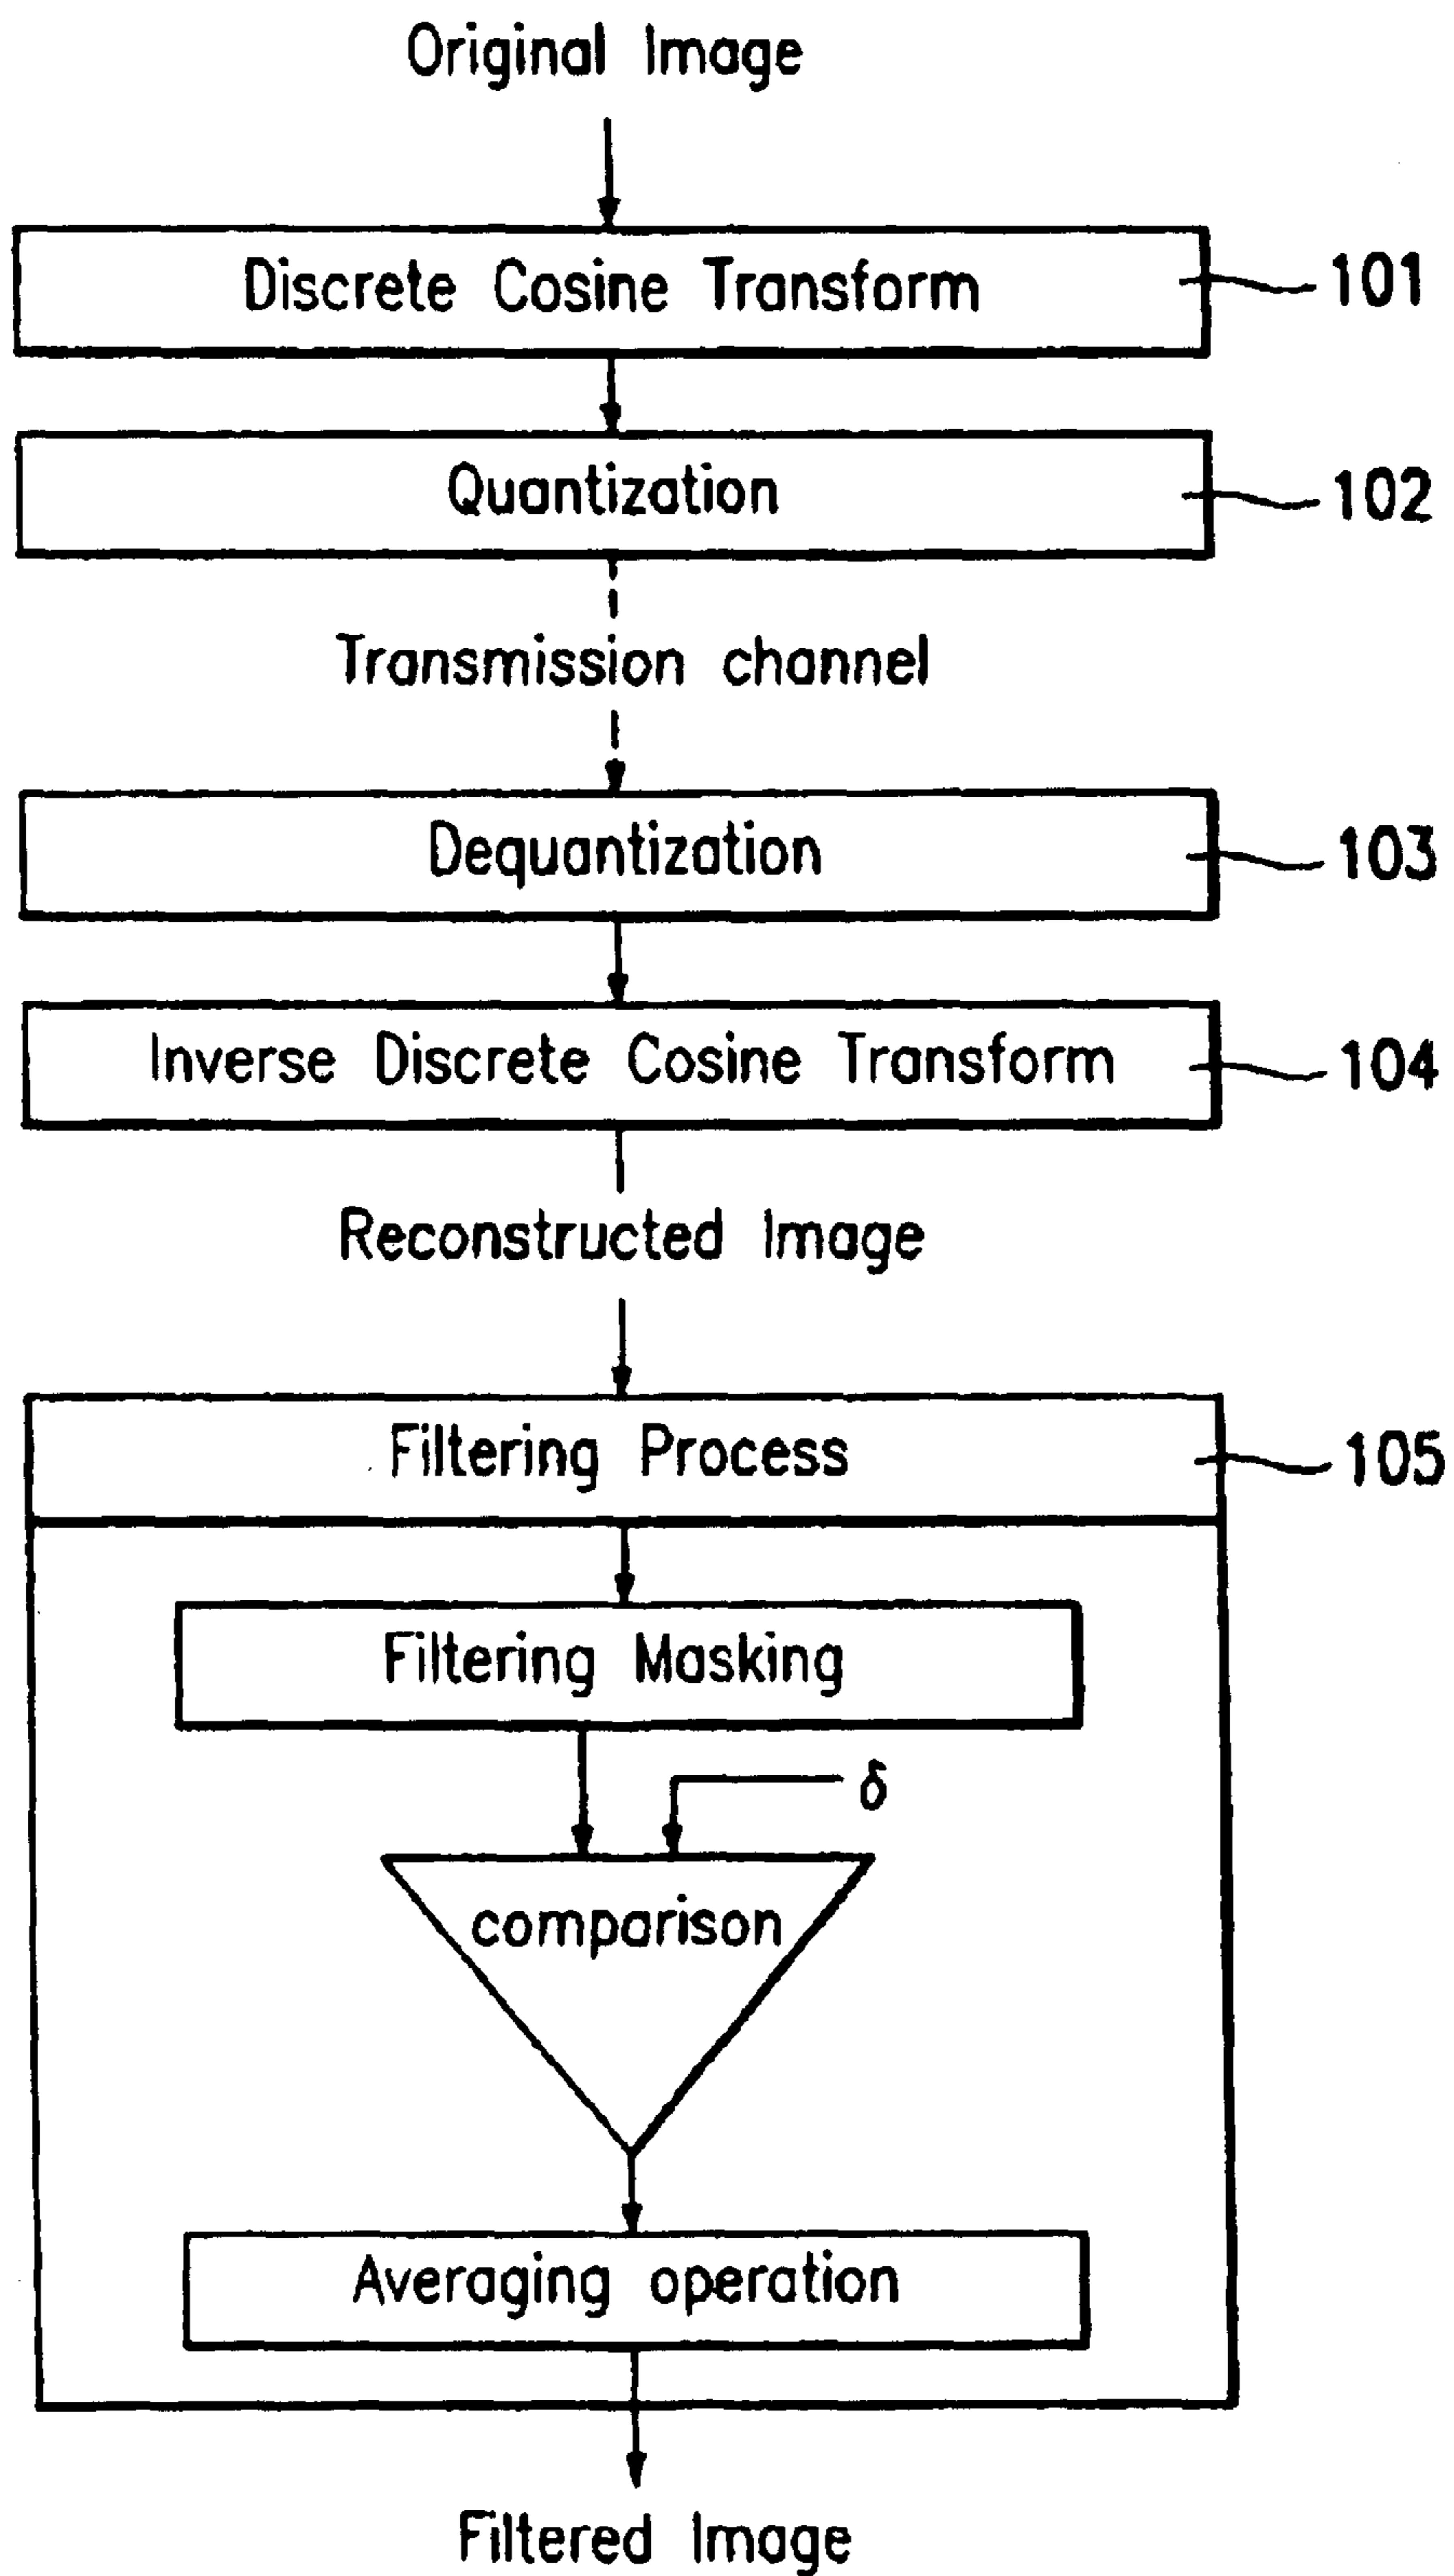 Original Image
Discrete Cosine Transform 101
Quantization 102
Transmission channel
Dequantization 103
Inverse Discrete Cosine Transform 104
Reconstructed Image
Filtering Process 105
Filtering Masking
δ
comparison
Averaging operation
Filtered Image